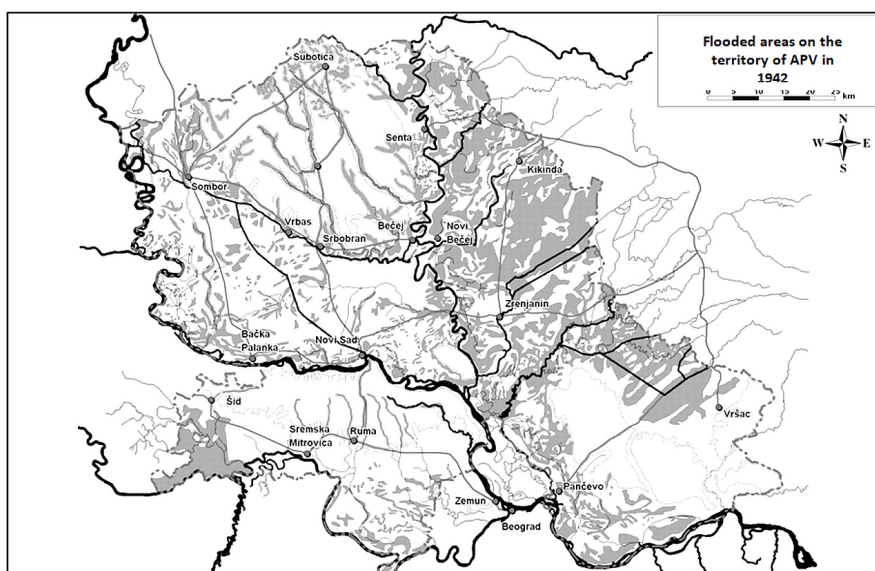 Flooded areas on the
territory of APV in
1942
0 5 10 15 20 25 km
N
W E
S
Subotica
Senta
Kikinda
Sombor
Vrbas
Srbobran
Bečej
Novi
Bečej
Zrenjanin
Bačka
Palanka
Novi Sad
Šid
Sremska
Mitrovica
Ruma
Vršac
Pančevo
Zemun
Beograd